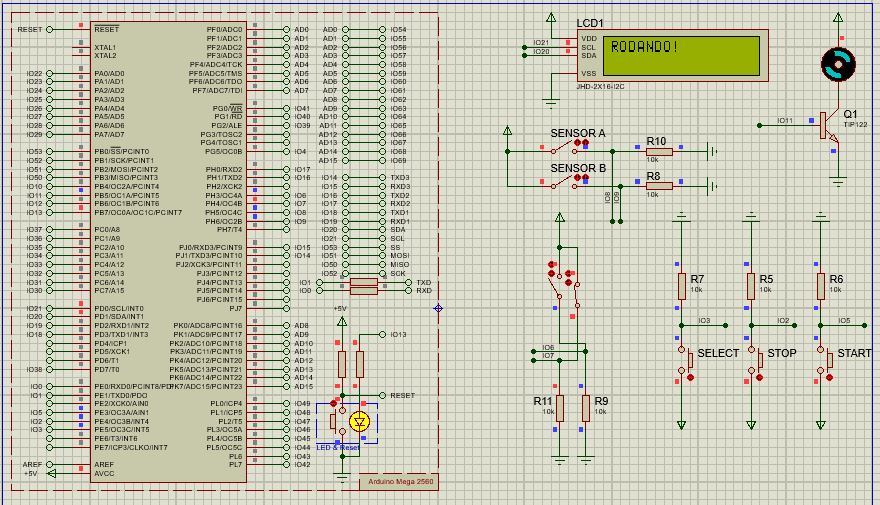 RESET
XTAL1
XTAL2
IO22 PA0/AD0
IO23 PA1/AD1
IO24 PA2/AD2
IO25 PA3/AD3
IO26 PA4/AD4
IO27 PA5/AD5
IO28 PA6/AD6
IO29 PA7/AD7
IO53 PB0/SS/PCINT0
IO52 PB1/SCK/PCINT1
IO51 PB2/MOSI/PCINT2
IO50 PB3/MISO/PCINT3
IO10 PB4/OC2A/PCINT4
IO11 PB5/OC1A/PCINT5
IO12 PB6/OC1B/PCINT6
IO13 PB7/OC0A/OC1C/PCINT7
IO37 PC0/A8
IO36 PC1/A9
IO35 PC2/A10
IO34 PC3/A11
IO33 PC4/A12
IO32 PC5/A13
IO31 PC6/A14
IO30 PC7/A15
IO21 PD0/SCL/INT0
IO20 PD1/SDA/INT1
IO19 PD2/RXD1/INT2
IO18 PD3/TXD1/INT3
PD4/ICP1
PD5/XCK1
PD6/T1
IO38 PD7/T0
IO0 PE0/RXD0/PCINT8/PDI
IO1 PE1/TXD0/PDO
PE2/XCK0/AIN0
IO5 PE3/OC3A/AIN1
IO2 PE4/OC3B/INT4
IO3 PE5/OC3C/INT5
PE6/T3/INT6
PE7/ICP3/CLKO/INT7
AREF AREF
+5V AVCC
RESET
PF0/ADC0 AD0
PF1/ADC1 AD1
PF2/ADC2 AD2
PF3/ADC3 AD3
PF4/ADC4/TCK AD4
PF5/ADC5/TMS AD5
PF6/ADC6/TDO AD6
PF7/ADC7/TDI AD7
PG0/WR IO41
PG1/RD IO40
PG2/ALE IO39
PG3/TOSC2
PG4/TOSC1
PG5/OC0B IO4
PH0/RXD2 IO17
PH1/TXD2 IO16
PH2/XCK2
PH3/OC4A IO6
PH4/OC4B IO7
PH5/OC4C IO8
PH6/OC2B IO9
PH7/T4
PJ0/RXD3/PCINT9 IO15
PJ1/TXD3/PCINT10 IO14
PJ2/XCK3/PCINT11
PJ3/PCINT12
PJ4/PCINT13
PJ5/PCINT14
PJ6/PCINT15
PJ7
PK0/ADC8/PCINT16 AD8
PK1/ADC9/PCINT17 AD9
PK2/ADC10/PCINT18 AD10
PK3/ADC11/PCINT19 AD11
PK4/ADC12/PCINT20 AD12
PK5/ADC13/PCINT21 AD13
PK6/ADC14/PCINT22 AD14
PK7/ADC15/PCINT23 AD15
PL0/ICP4 IO49
PL1/ICP5 IO48
PL2/T5 IO47
PL3/OC5A IO46
PL4/OC5B IO45
PL5/OC5C IO44
PL6 IO43
PL7 IO42
AD0 IO54
AD1 IO55
AD2 IO56
AD3 IO57
AD4 IO58
AD5 IO59
AD6 IO60
AD7 IO61
AD8 IO62
AD9 IO63
AD10 IO64
AD11 IO65
AD12 IO66
AD13 IO67
AD14 IO68
AD15 IO69
IO14 TXD3
IO15 RXD3
IO16 TXD2
IO17 RXD2
IO18 TXD1
IO19 RXD1
IO20 SDA
IO21 SCL
IO53 SS
IO51 MOSI
IO50 MISO
IO52 SCK
IO1 TXD
IO0 RXD
+5V
IO13
RESET
LED & Reset
Arduino Mega 2560
LCD1
IO21
IO20
VDD
SCL
SDA
VSS
RODANDO!
JHD-2X16-I2C
IO11
Q1
TIP122
SENSOR A
SENSOR B
R10
10k
R8
10k
IO8
IO9
IO6
IO7
R11
10k
R9
10k
R7
10k
R5
10k
R6
10k
IO3
IO2
IO5
SELECT
STOP
START